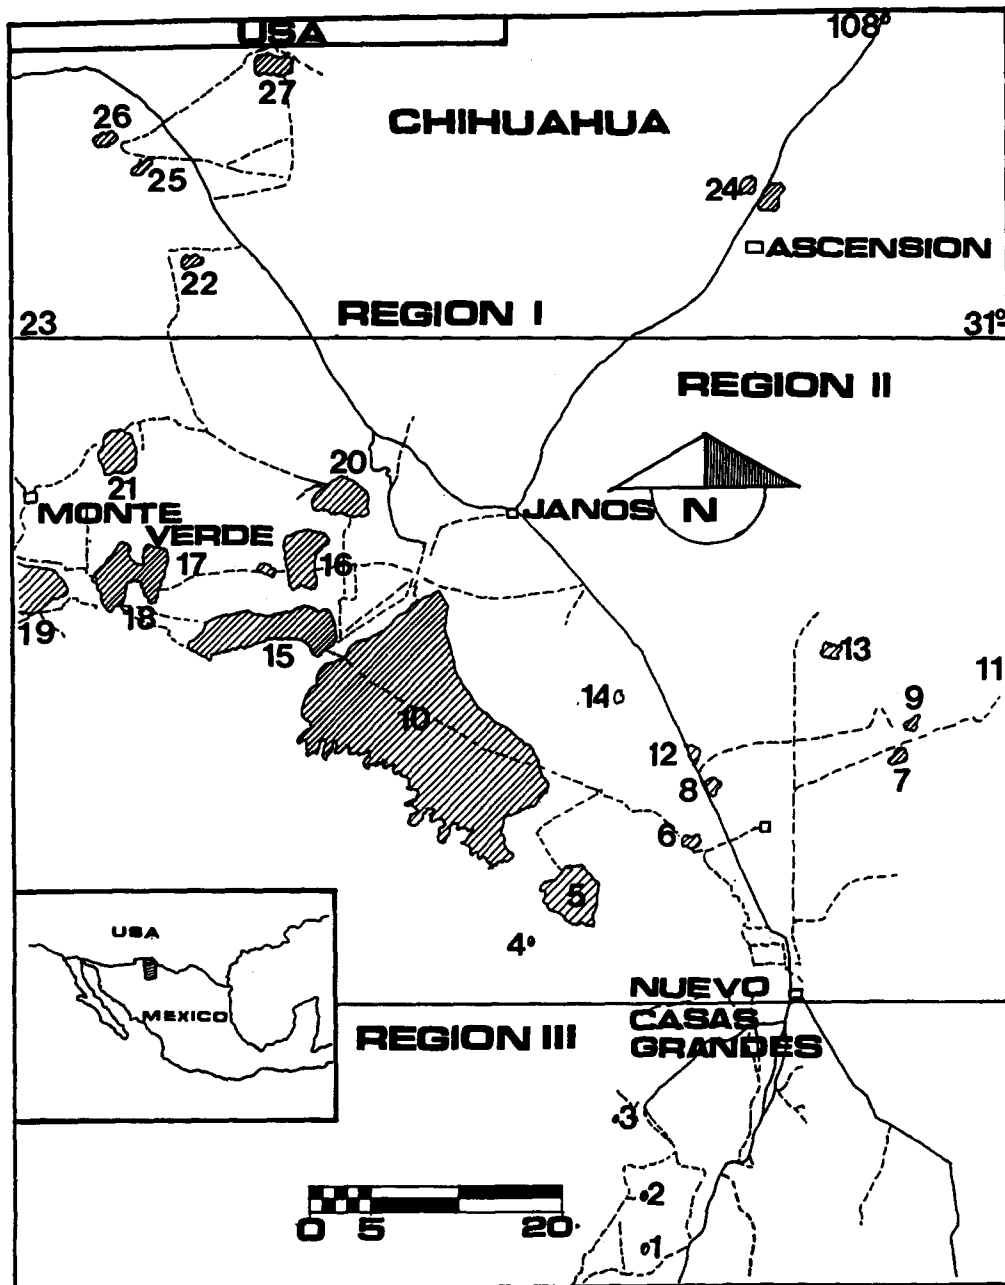 USA
108°
27
26
CHIHUAHUA
25
24
ASCENSION
22
REGION I
23
31°
REGION II
20
21
MONTE
VERDE
JANOS
N
17
16
18
19
15
13
11
14
10
9
12
7
8
6
5
4
USA
MEXICO
NUEVO
CASAS
GRANDES
REGION III
3
2
1
0 5 20